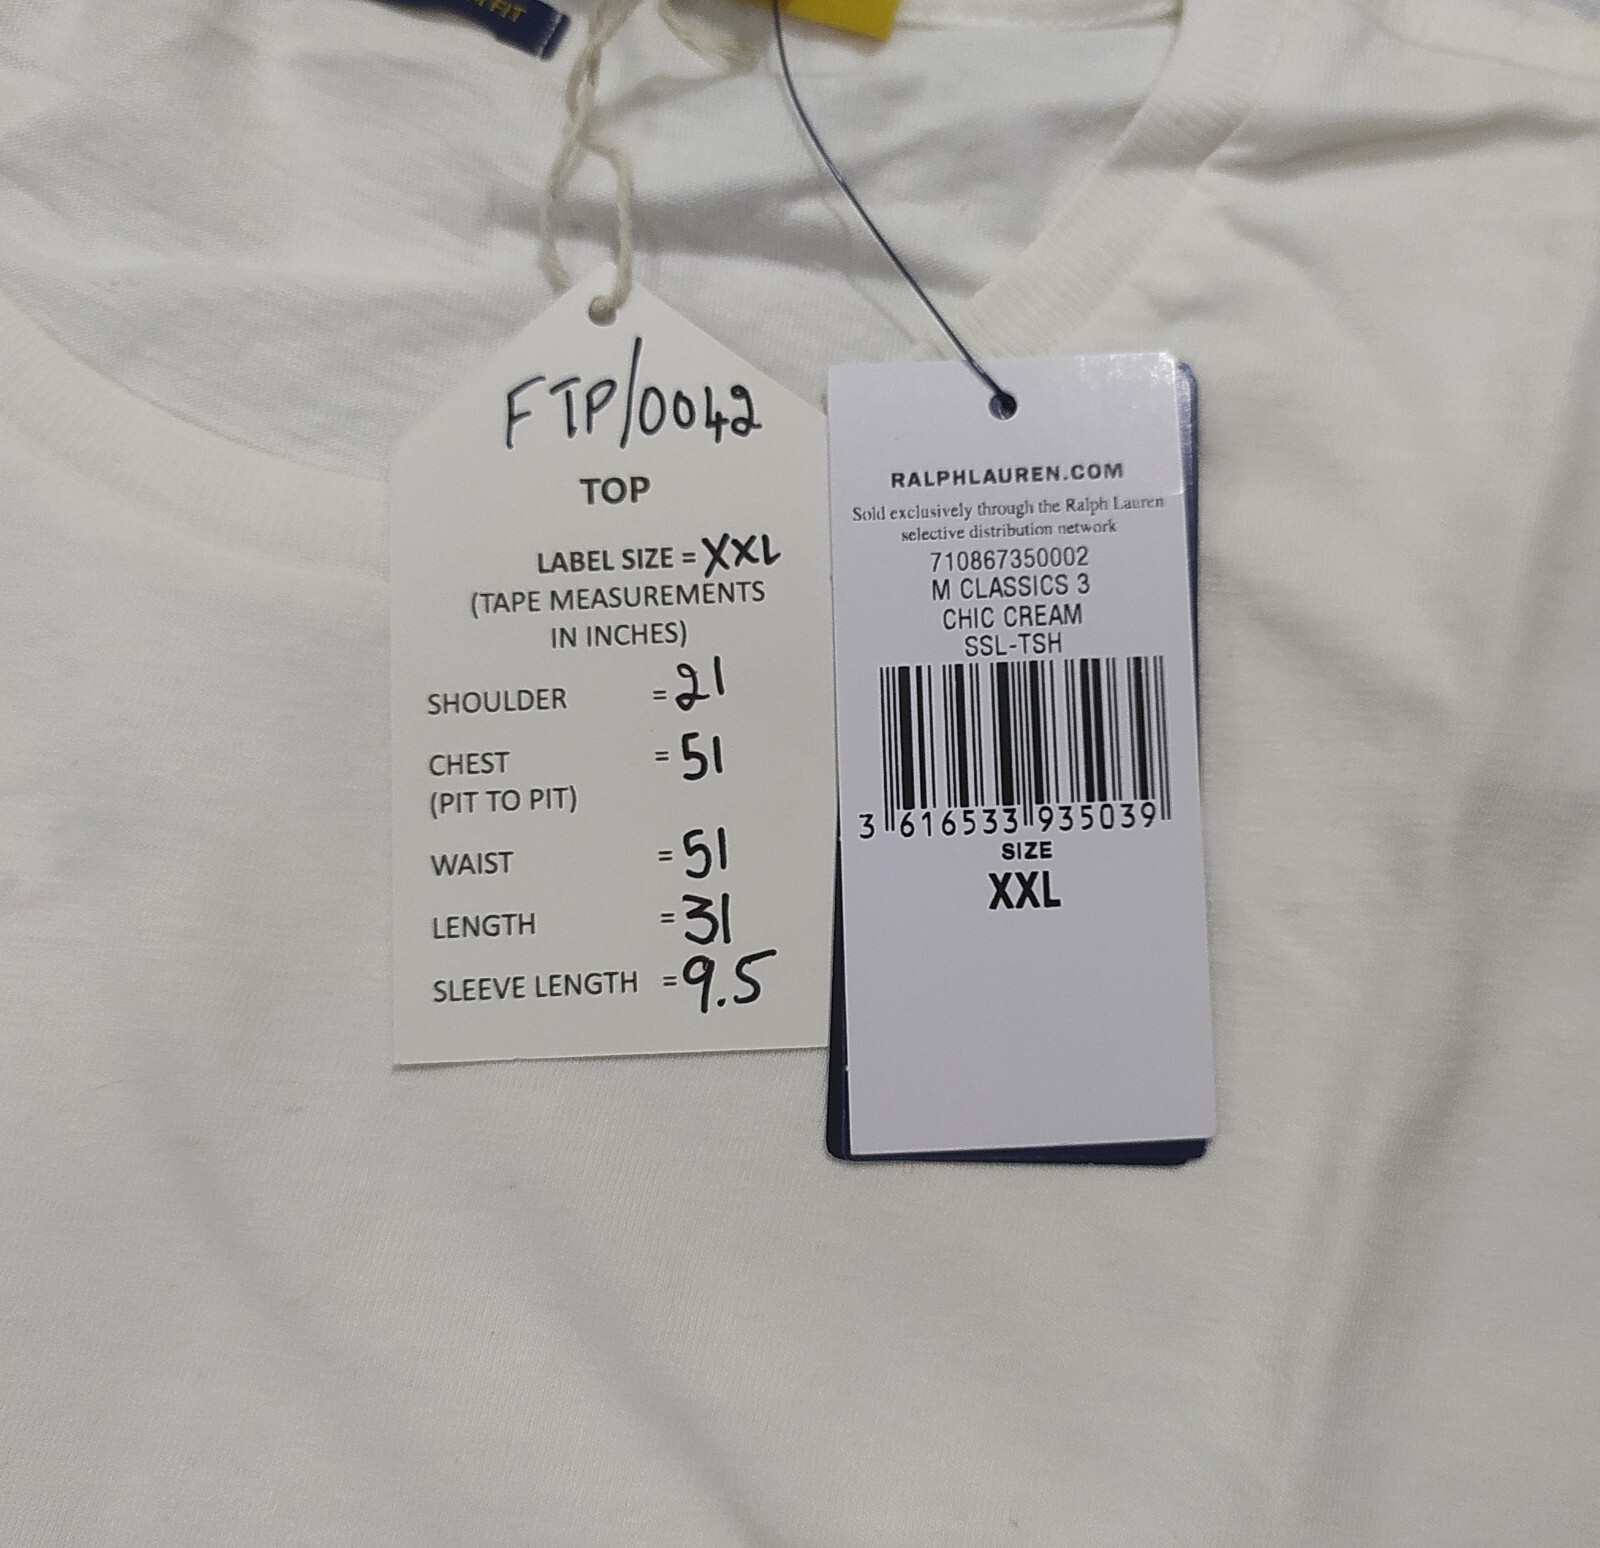 FIT
FTP/0042
TOP
LABEL SIZE = XXL
(TAPE MEASUREMENTS
IN INCHES)
SHOULDER = 21
CHEST = 51
(PIT TO PIT)
WAIST = 51
LENGTH = 31
SLEEVE LENGTH = 9.5
RALPHLAUREN.COM
Sold exclusively through the Ralph Lauren
selective distribution network
710867350002
M CLASSICS 3
CHIC CREAM
SSL-TSH
3 616533 935039
SIZE
XXL